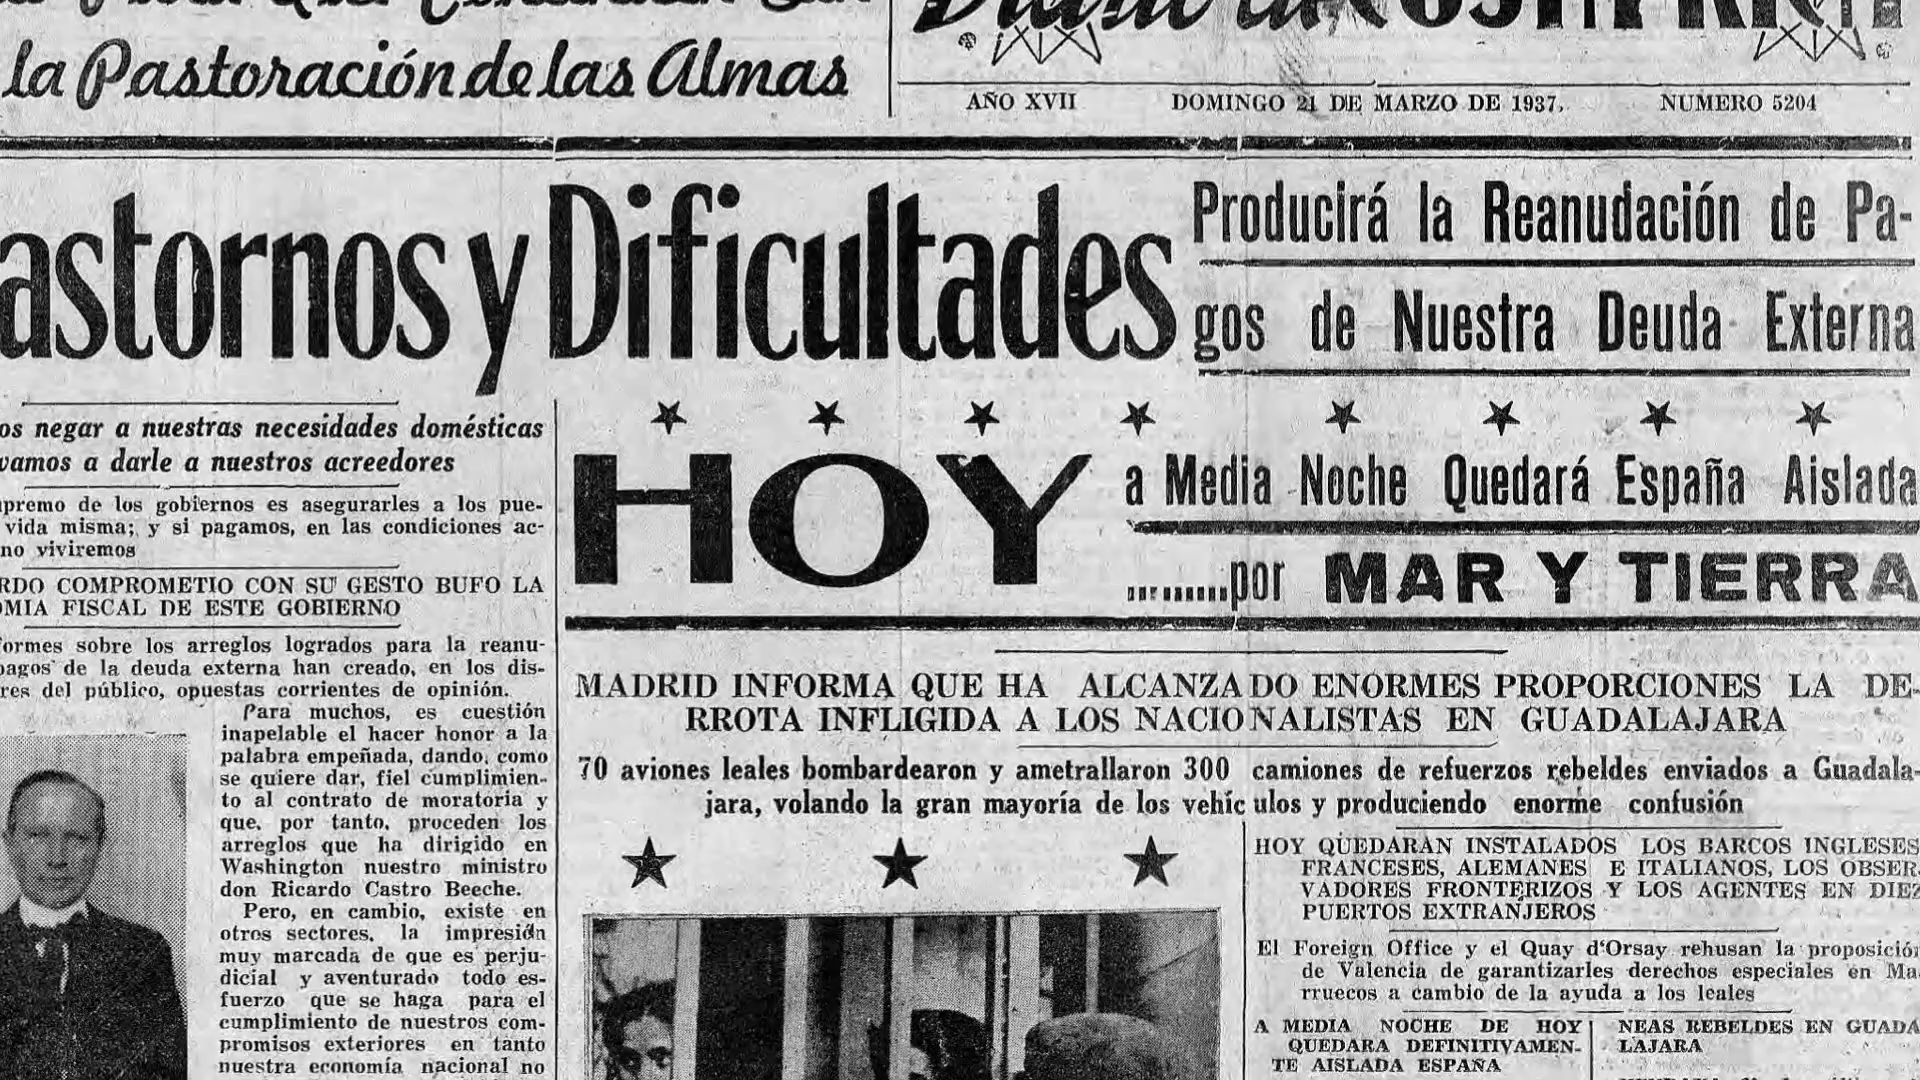 la Pastoración de las Almas
Diario de COSTA RICA
AÑO XVII DOMINGO 21 DE MARZO DE 1937. NUMERO 5204
astornos y Dificultades
Producirá la Reanudación de Pa-
gos de Nuestra Deuda Externa
os negar a nuestras necesidades domésticas
vamos a darle a nuestros acreedores
premo de los gobiernos es asegurarles a los pue-
vida misma; y si pagamos, en las condiciones ac-
no viviremos
RDO COMPROMETIO CON SU GESTO BUFO LA
OMIA FISCAL DE ESTE GOBIERNO
formes sobre los arreglos logrados para la reanu-
pagos de la deuda externa han creado, en los dis-
res del público, opuestas corrientes de opinión.
Para muchos, es cuestión
inapelable el hacer honor a la
palabra empeñada, dando, como
se quiere dar, fiel cumplimien-
to al contrato de moratoria y
que, por tanto, proceden los
arreglos que ha dirigido en
Washington nuestro ministro
don Ricardo Castro Beeche.
Pero, en cambio, existe en
otros sectores, la impresión
muy marcada de que es perju-
dicial y aventurado todo es-
fuerzo que se haga para el
cumplimiento de nuestros com-
promisos exteriores en tanto
nuestra economía nacional no
HOY
a Media Noche Quedará España Aislada
.........por MAR Y TIERRA
MADRID INFORMA QUE HA ALCANZADO ENORMES PROPORCIONES LA DE-
RROTA INFLIGIDA A LOS NACIONALISTAS EN GUADALAJARA
70 aviones leales bombardearon y ametrallaron 300 camiones de refuerzos rebeldes enviados a Guadala-
jara, volando la gran mayoría de los vehículos y produciendo enorme confusión
HOY QUEDARAN INSTALADOS LOS BARCOS INGLESES
FRANCESES, ALEMANES E ITALIANOS, LOS OBSER-
VADORES FRONTERIZOS Y LOS AGENTES EN DIEZ
PUERTOS EXTRANJEROS
El Foreign Office y el Quay d'Orsay rehusan la proposición
de Valencia de garantizarles derechos especiales en Ma-
rruecos a cambio de la ayuda a los leales
A MEDIA NOCHE DE HOY
QUEDARA DEFINITIVAMEN-
TE AISLADA ESPAÑA
NEAS REBELDES EN GUADA
LAJARA